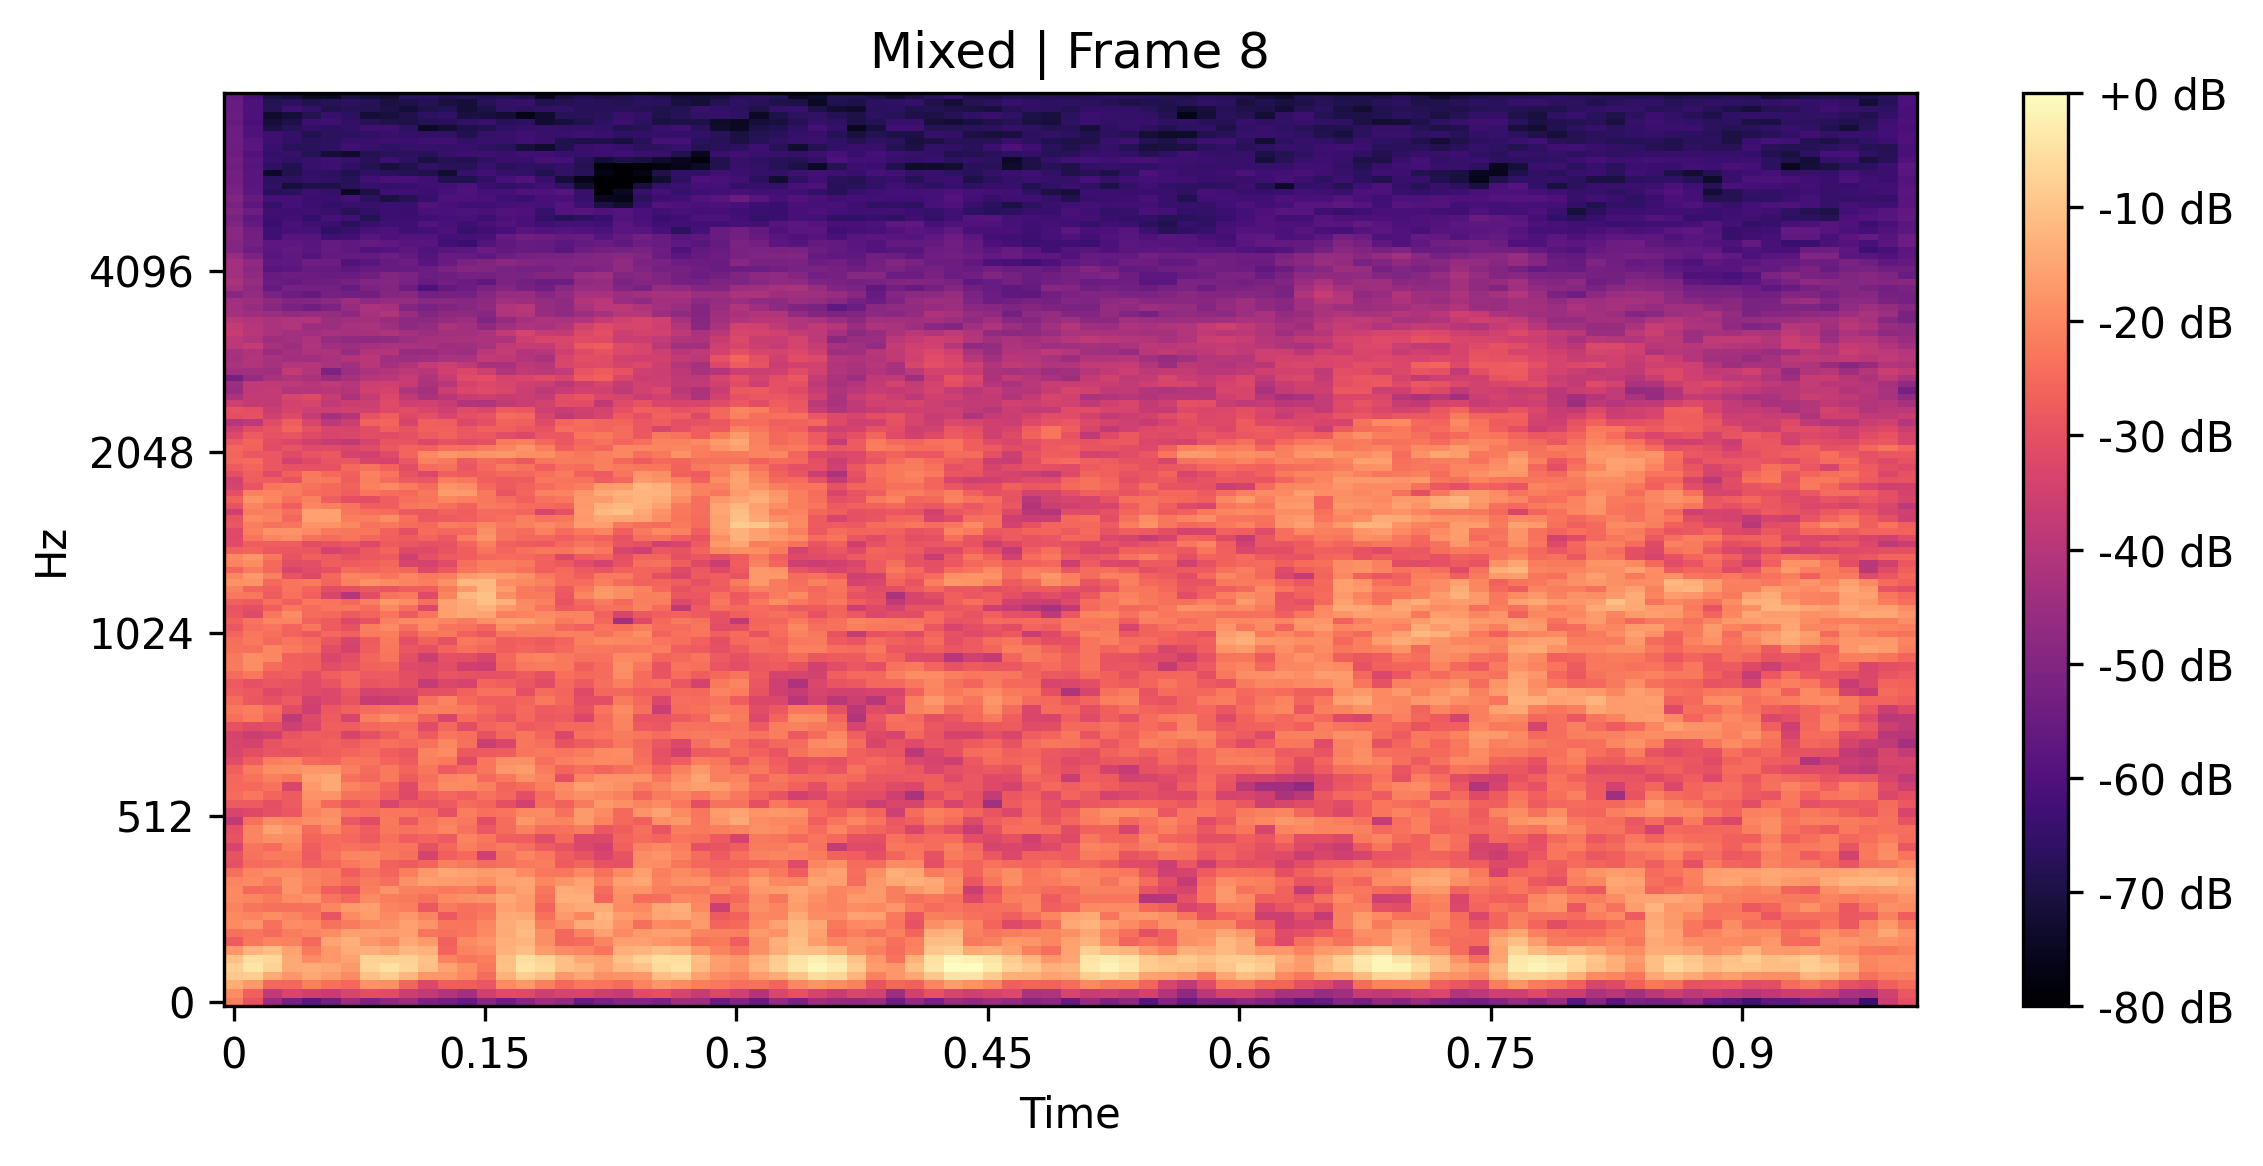 Mixed | Frame 8
+0 dB
-10 dB
-20 dB
-30 dB
-40 dB
-50 dB
-60 dB
-70 dB
-80 dB
4096
2048
1024
512
0
Hz
0 0.15 0.3 0.45 0.6 0.75 0.9
Time